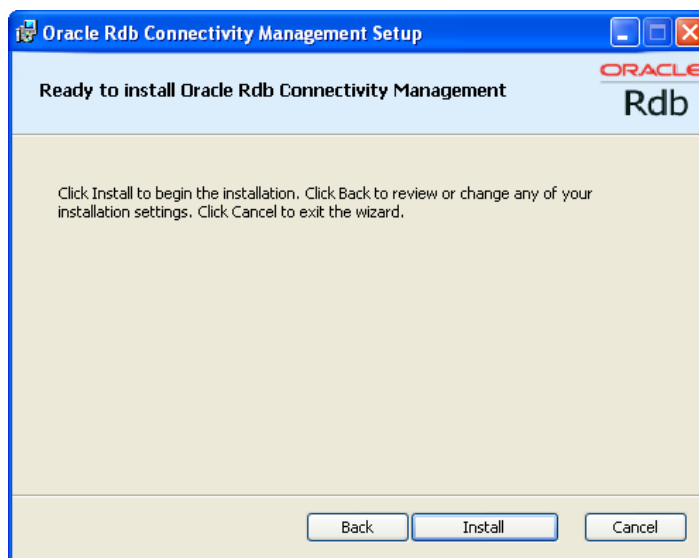 Oracle Rdb Connectivity Management Setup
Ready to install Oracle Rdb Connectivity Management
ORACLE
Rdb
Click Install to begin the installation. Click Back to review or change any of your
installation settings. Click Cancel to exit the wizard.
Back
Install
Cancel